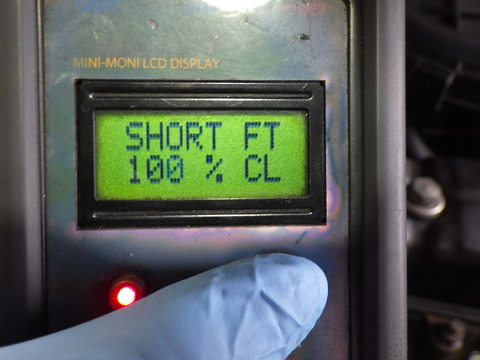 MINI-MONI LCD DISPLAY
SHORT FT
100 % CL